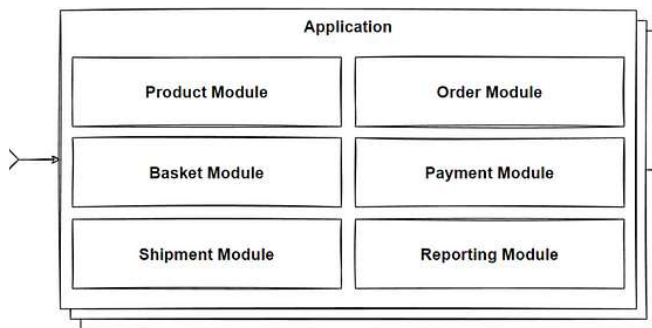 Application
Product Module
Order Module
Basket Module
Payment Module
Shipment Module
Reporting Module